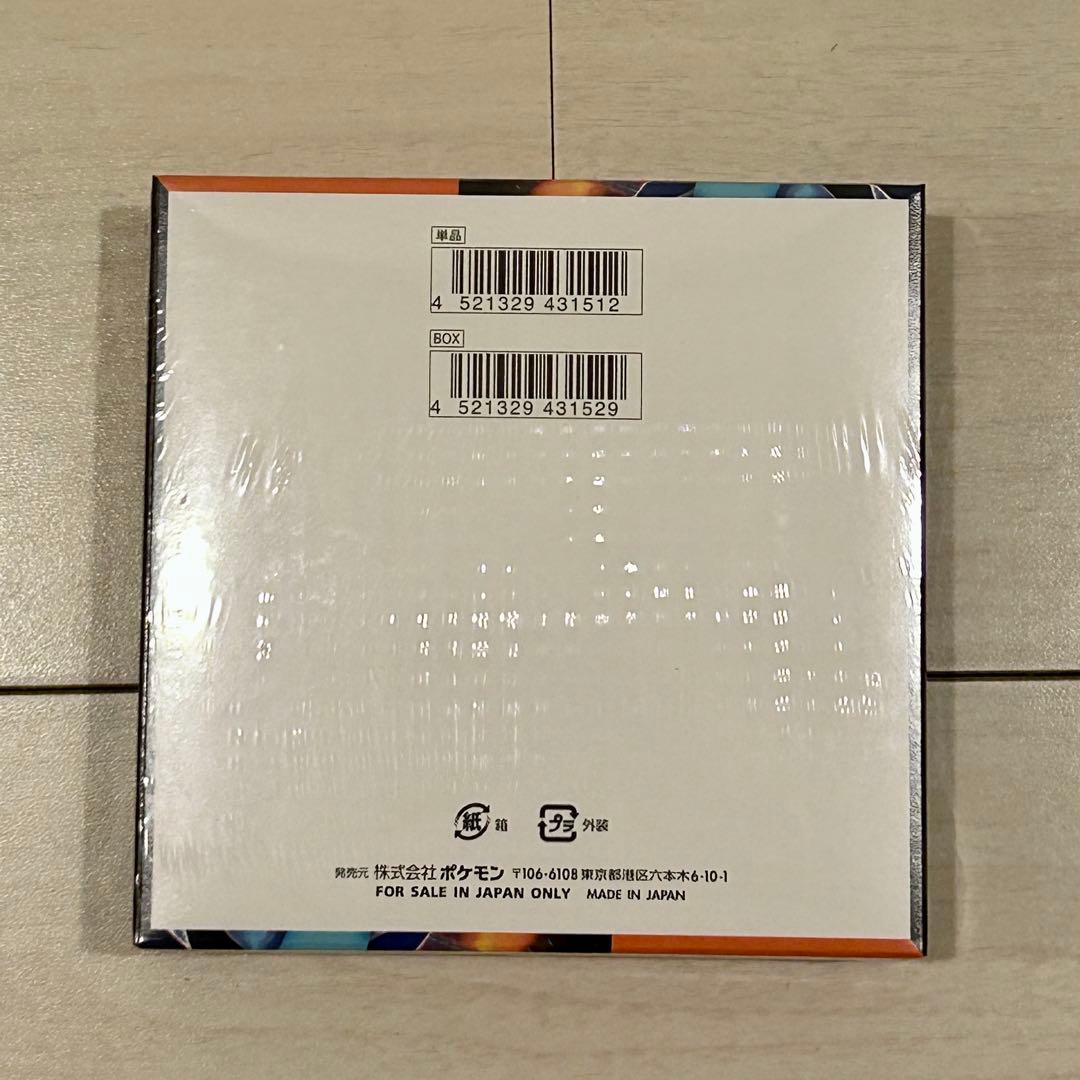 単品
4 521329 431512
BOX
4 521329 431529
紙 箱 プラ 外装
発売元 株式会社 ポケモン 〒106-6108 東京都港区六本木6-10-1
FOR SALE IN JAPAN ONLY MADE IN JAPAN